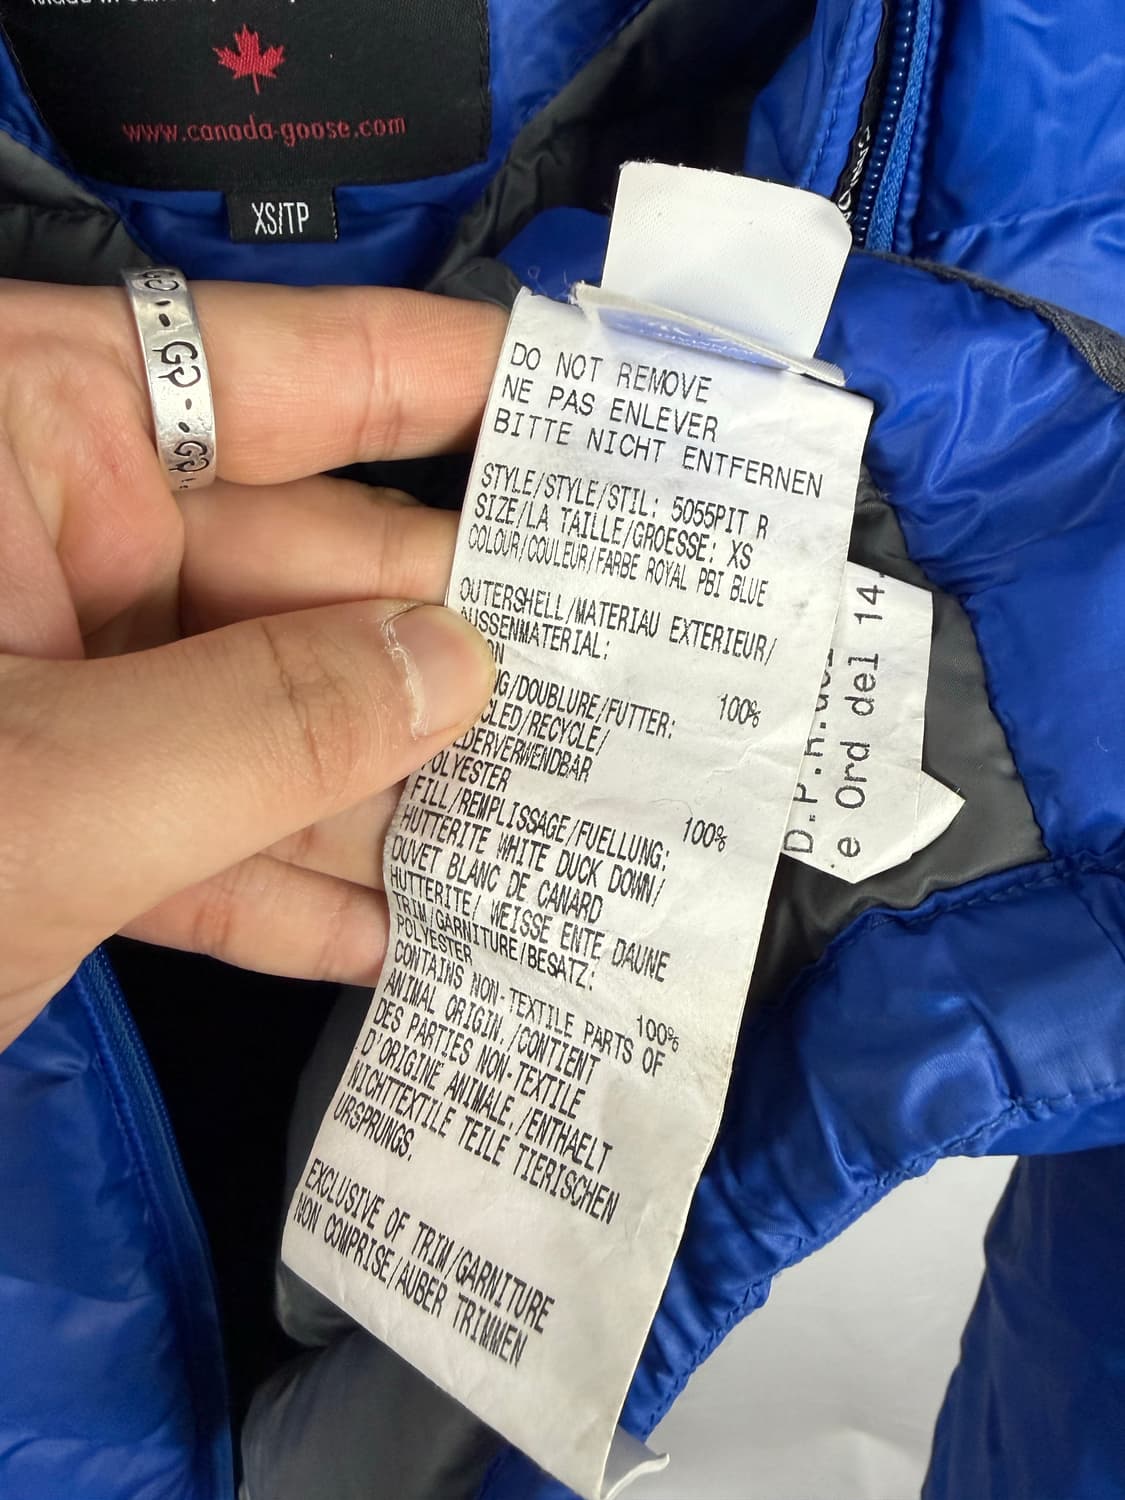 www.canada-goose.com
XS/TP
DO NOT REMOVE
NE PAS ENLEVER
BITTE NICHT ENTFERNEN
STYLE/STYLE/STIL: 5055PIT R
SIZE/LA TAILLE/GROESSE: XS
COLOUR/COULEUR/FARBE ROYAL PBI BLUE
OUTERSHELL/MATERIAU EXTERIEUR/
AUSSENMATERIAL:
ON 100%
NG/DOUBLURE/FUTTER:
CLED/RECYCLE/
EDERVERWENDBAR
POLYESTER 100%
FILL/REMPLISSAGE/FUELLUNG:
HUTTERITE WHITE DUCK DOWN/
DUVET BLANC DE CANARD
HUTTERITE/ WEISSE ENTE DAUNE
TRIM/GARNITURE/BESATZ:
POLYESTER 100%
CONTAINS NON-TEXTILE PARTS OF
ANIMAL ORIGIN./CONTIENT
DES PARTIES NON-TEXTILE
D'ORIGINE ANIMALE./ENTHAELT
NICHTTEXTILE TEILE TIERISCHEN
URSPRUNGS.
EXCLUSIVE OF TRIM/GARNITURE
NON COMPRISE/AUBER TRIMMEN
e Ord del 14.